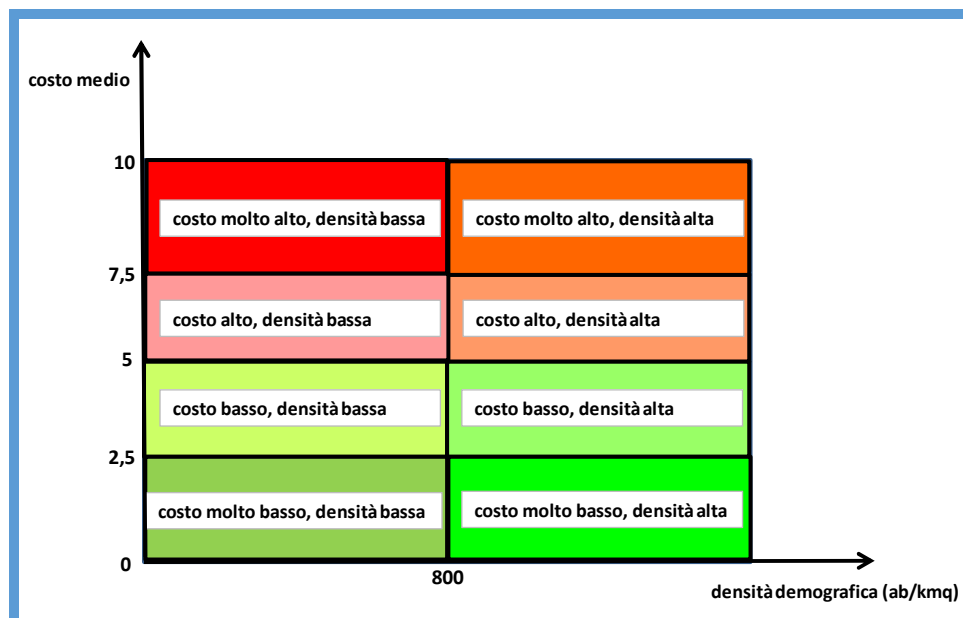 costo medio
10
costo molto alto, densità bassa
costo molto alto, densità alta
7,5
costo alto, densità bassa
costo alto, densità alta
5
costo basso, densità bassa
costo basso, densità alta
2,5
costo molto basso, densità bassa
costo molto basso, densità alta
0
800
densità demografica (ab/kmq)